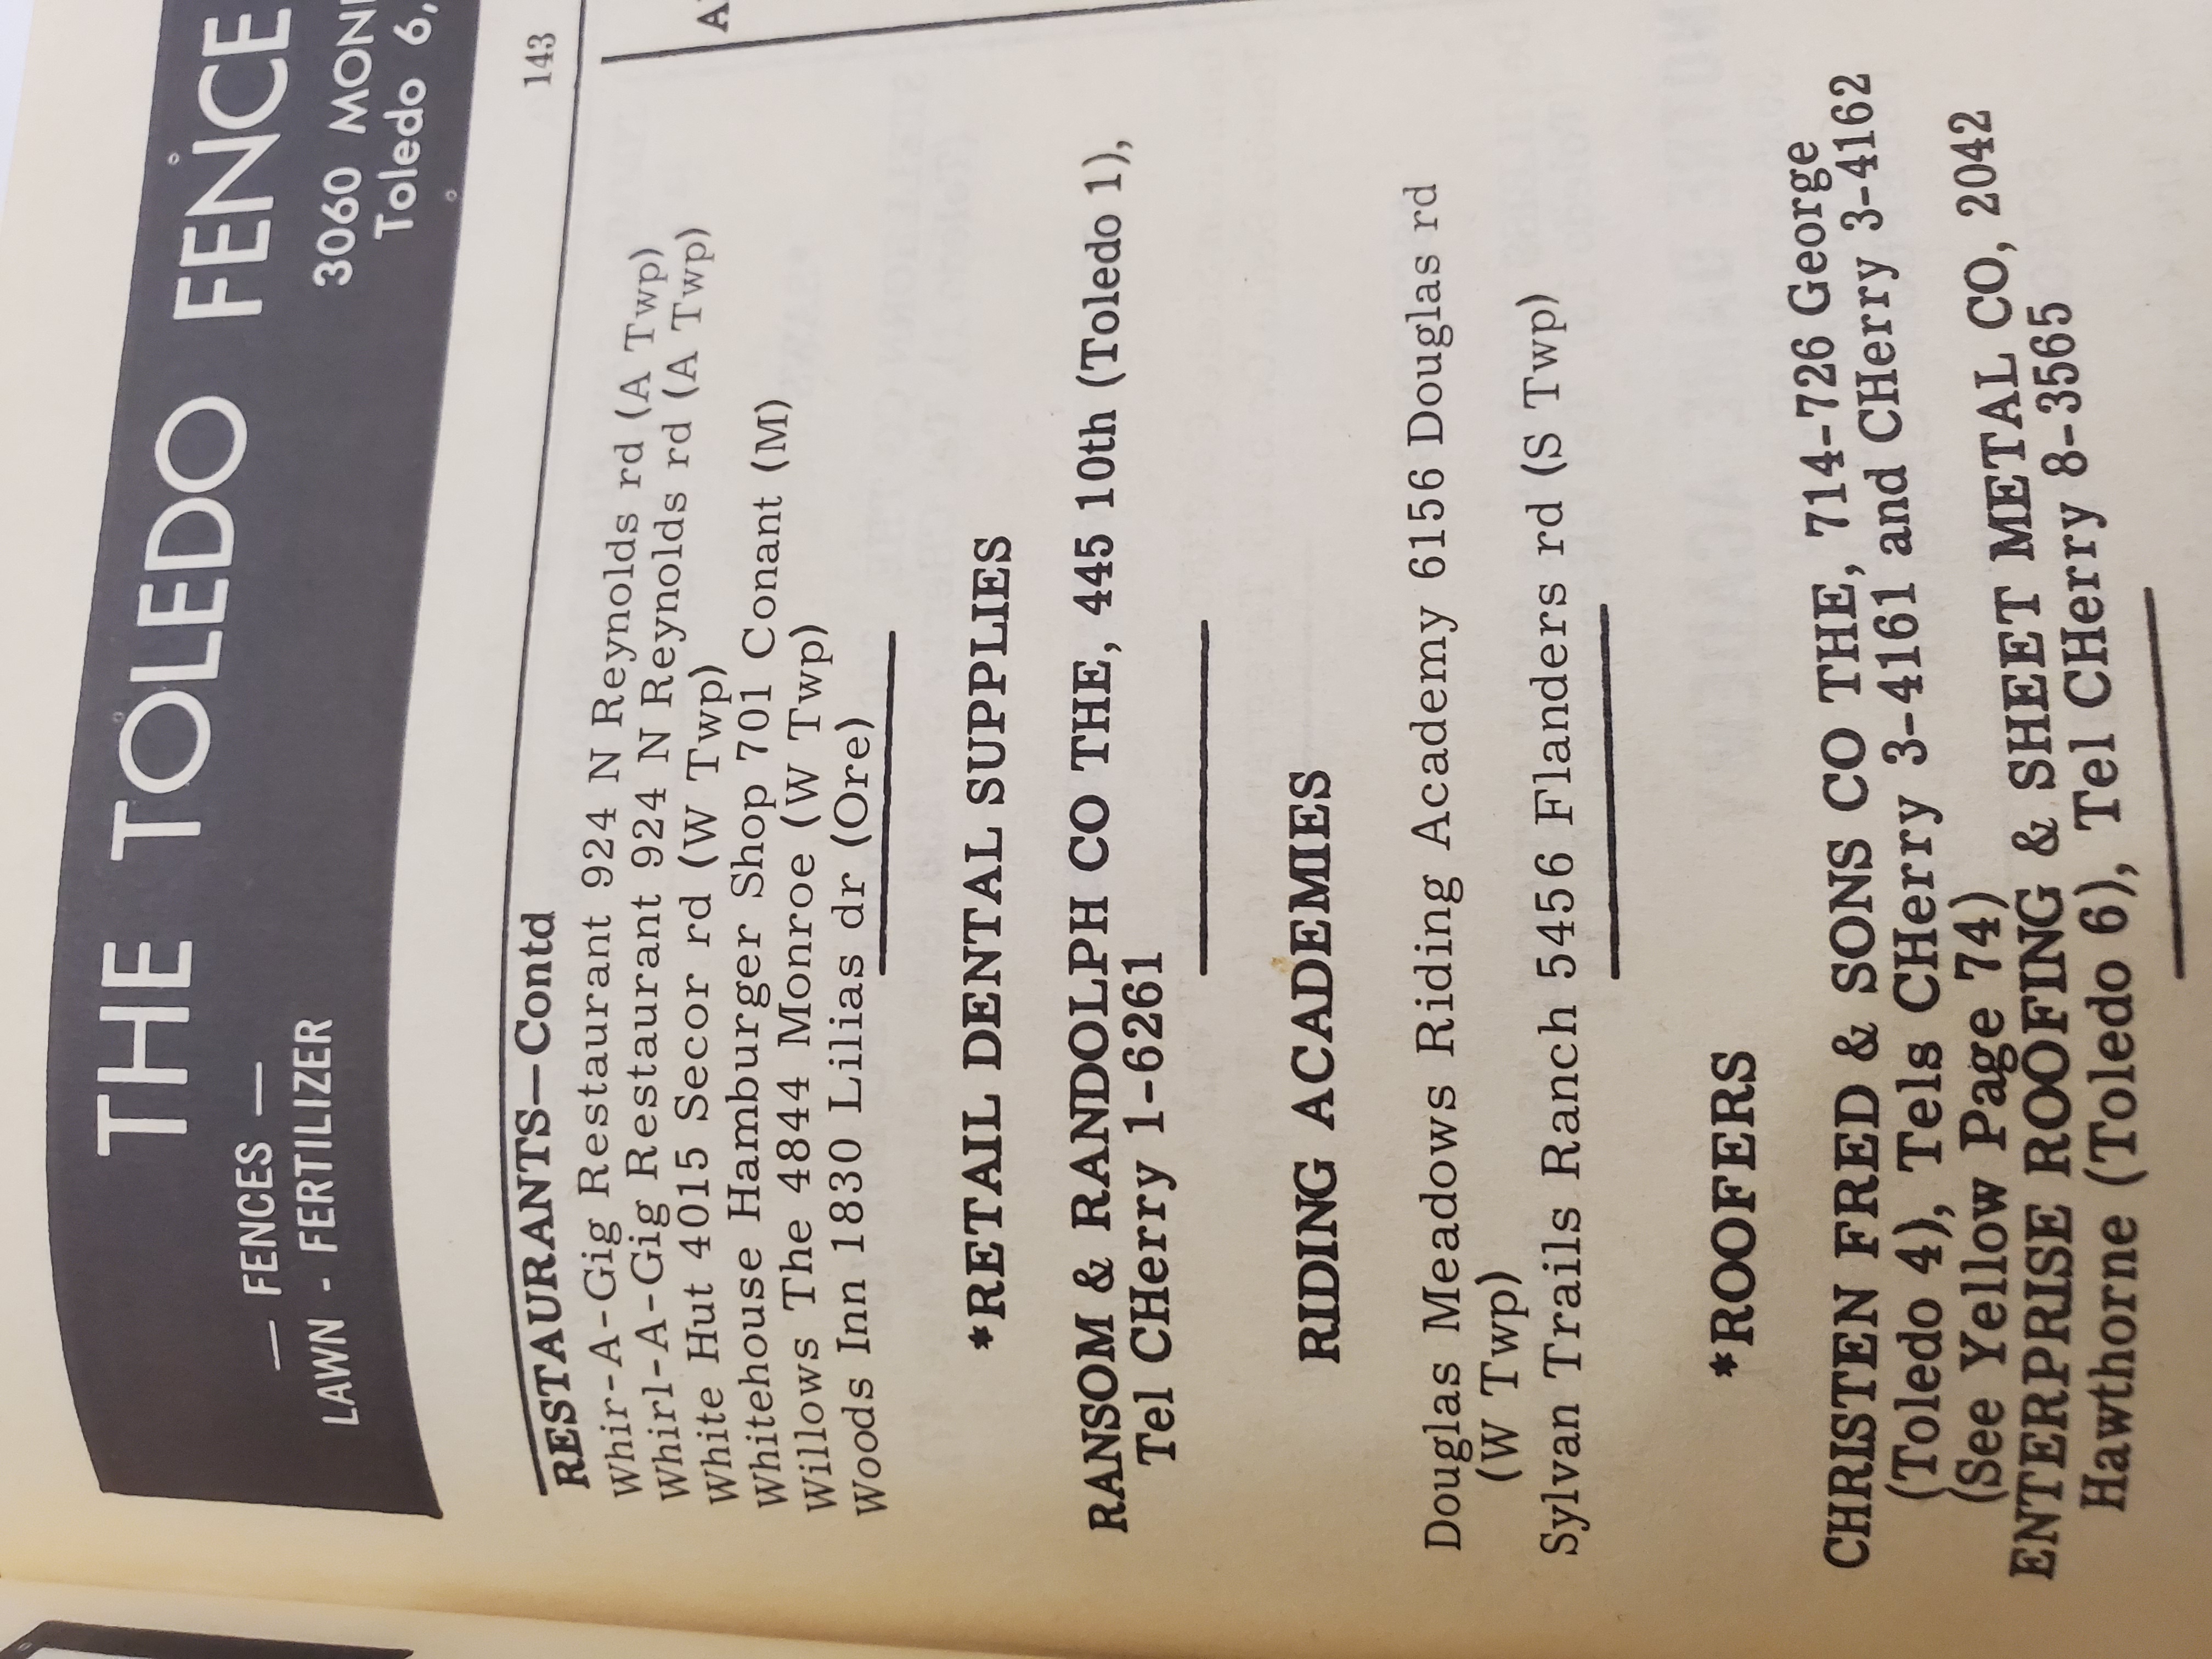 THE TOLEDO FENCE
— FENCES —
3060
LAWN - FERTILIZER
Toledo 6,
143
RESTAURANTS—Contd
Whir-A-Gig Restaurant 924 N Reynolds rd (A Twp)
Whirl-A-Gig Restaurant 924 N Reynolds rd (A Twp)
White Hut 4015 Secor rd (W Twp)
Whitehouse Hamburger Shop 701 Conant (M)
Willows The 4844 Monroe (W Twp)
Woods Inn 1830 Lilias dr (Ore)
*RETAIL DENTAL SUPPLIES
RANSOM & RANDOLPH CO THE, 445 10th (Toledo 1),
Tel CHerry 1-6261
RIDING ACADEMIES
Douglas Meadows Riding Academy 6156 Douglas rd
(W Twp)
Sylvan Trails Ranch 5456 Flanders rd (S Twp)
*ROOFERS
CHRISTEN FRED & SONS CO THE, 714-726 George
(Toledo 4), Tels CHerry 3-4161 and CHerry 3-4162
(See Yellow Page 74)
ENTERPRISE ROOFING & SHEET METAL CO, 2042
Hawthorne (Toledo 6), Tel CHerry 8-3565